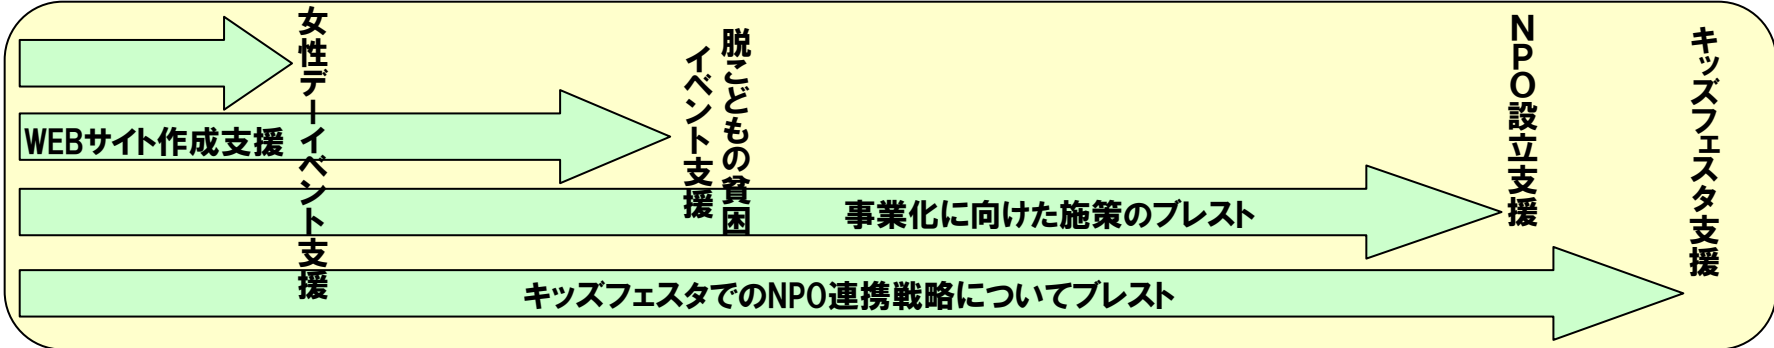 女性デーイベント支援
WEBサイト作成支援
脱こどもの貧困
イベント支援
事業化に向けた施策のブレスト
NPO設立支援
キッズフェスタでのNPO連携戦略についてブレスト
キッズフェスタ支援